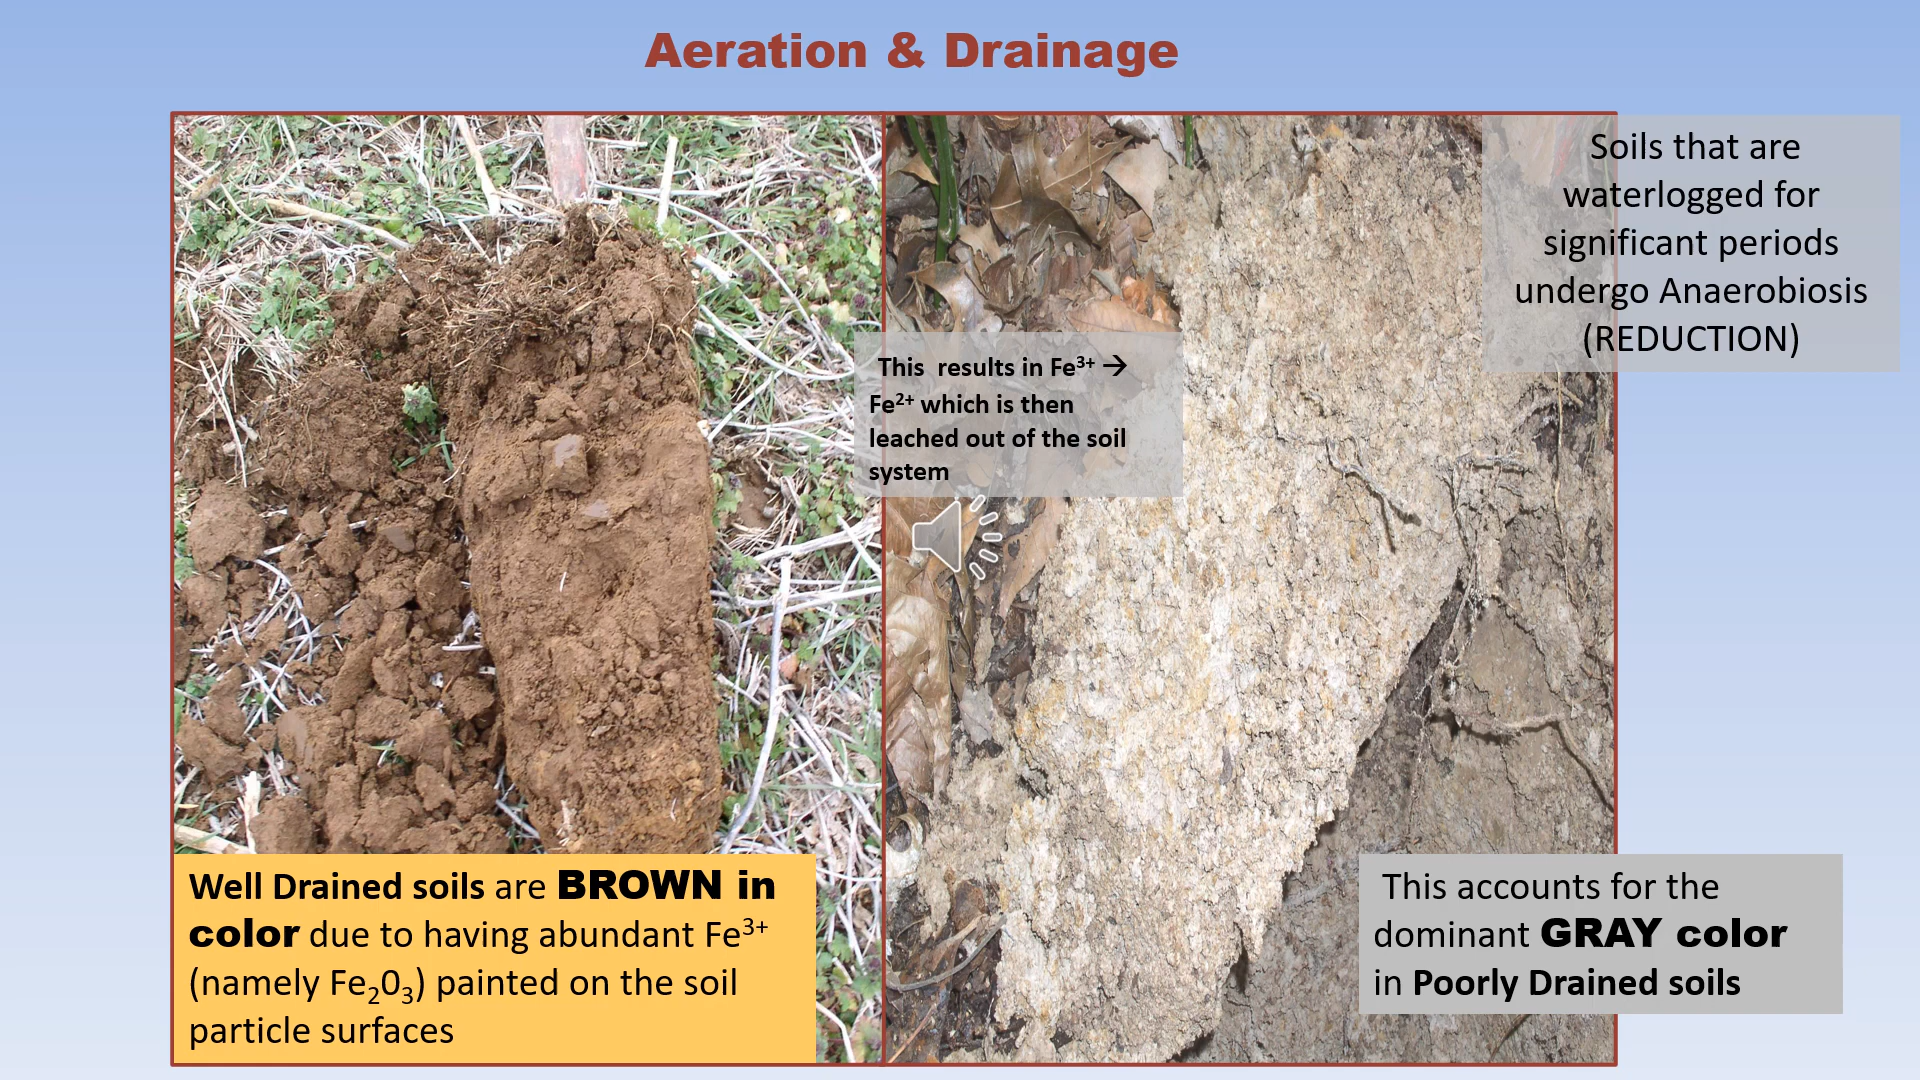 Aeration & Drainage
Soils that are
waterlogged for
significant periods
undergo Anaerobiosis
(REDUCTION)
This results in Fe³⁺ →
Fe²⁺ which is then
leached out of the soil
system
Well Drained soils are BROWN in
color due to having abundant Fe³⁺
(namely Fe₂0₃) painted on the soil
particle surfaces
This accounts for the
dominant GRAY color
in Poorly Drained soils